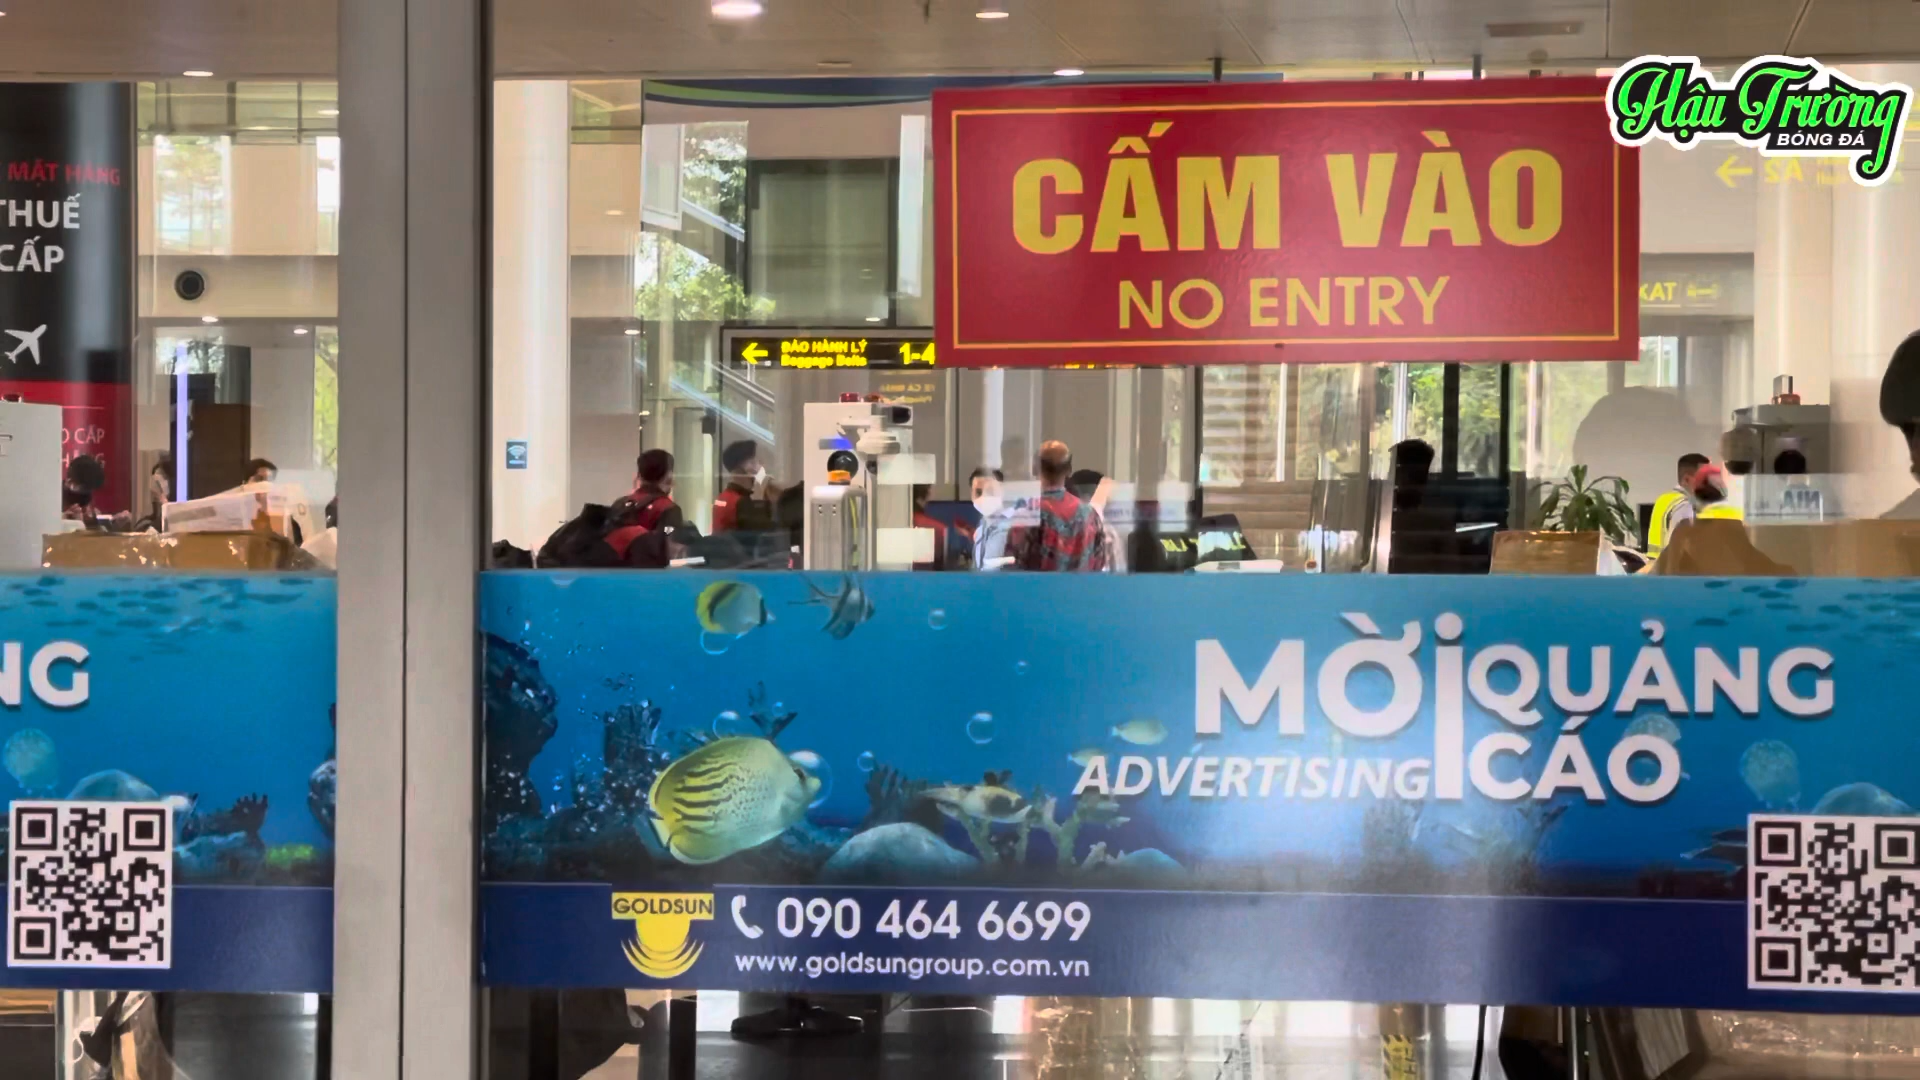 Hậu Trường
BÓNG ĐÁ
CẤM VÀO
NO ENTRY
MẶT HÀNG
THUẾ
CẤP
ĐẢO HÀNH LÝ
Baggage Belts
1-4
MỜI QUẢNG
CÁO
ADVERTISING
NG
GOLDSUN
090 464 6699
www.goldsungroup.com.vn